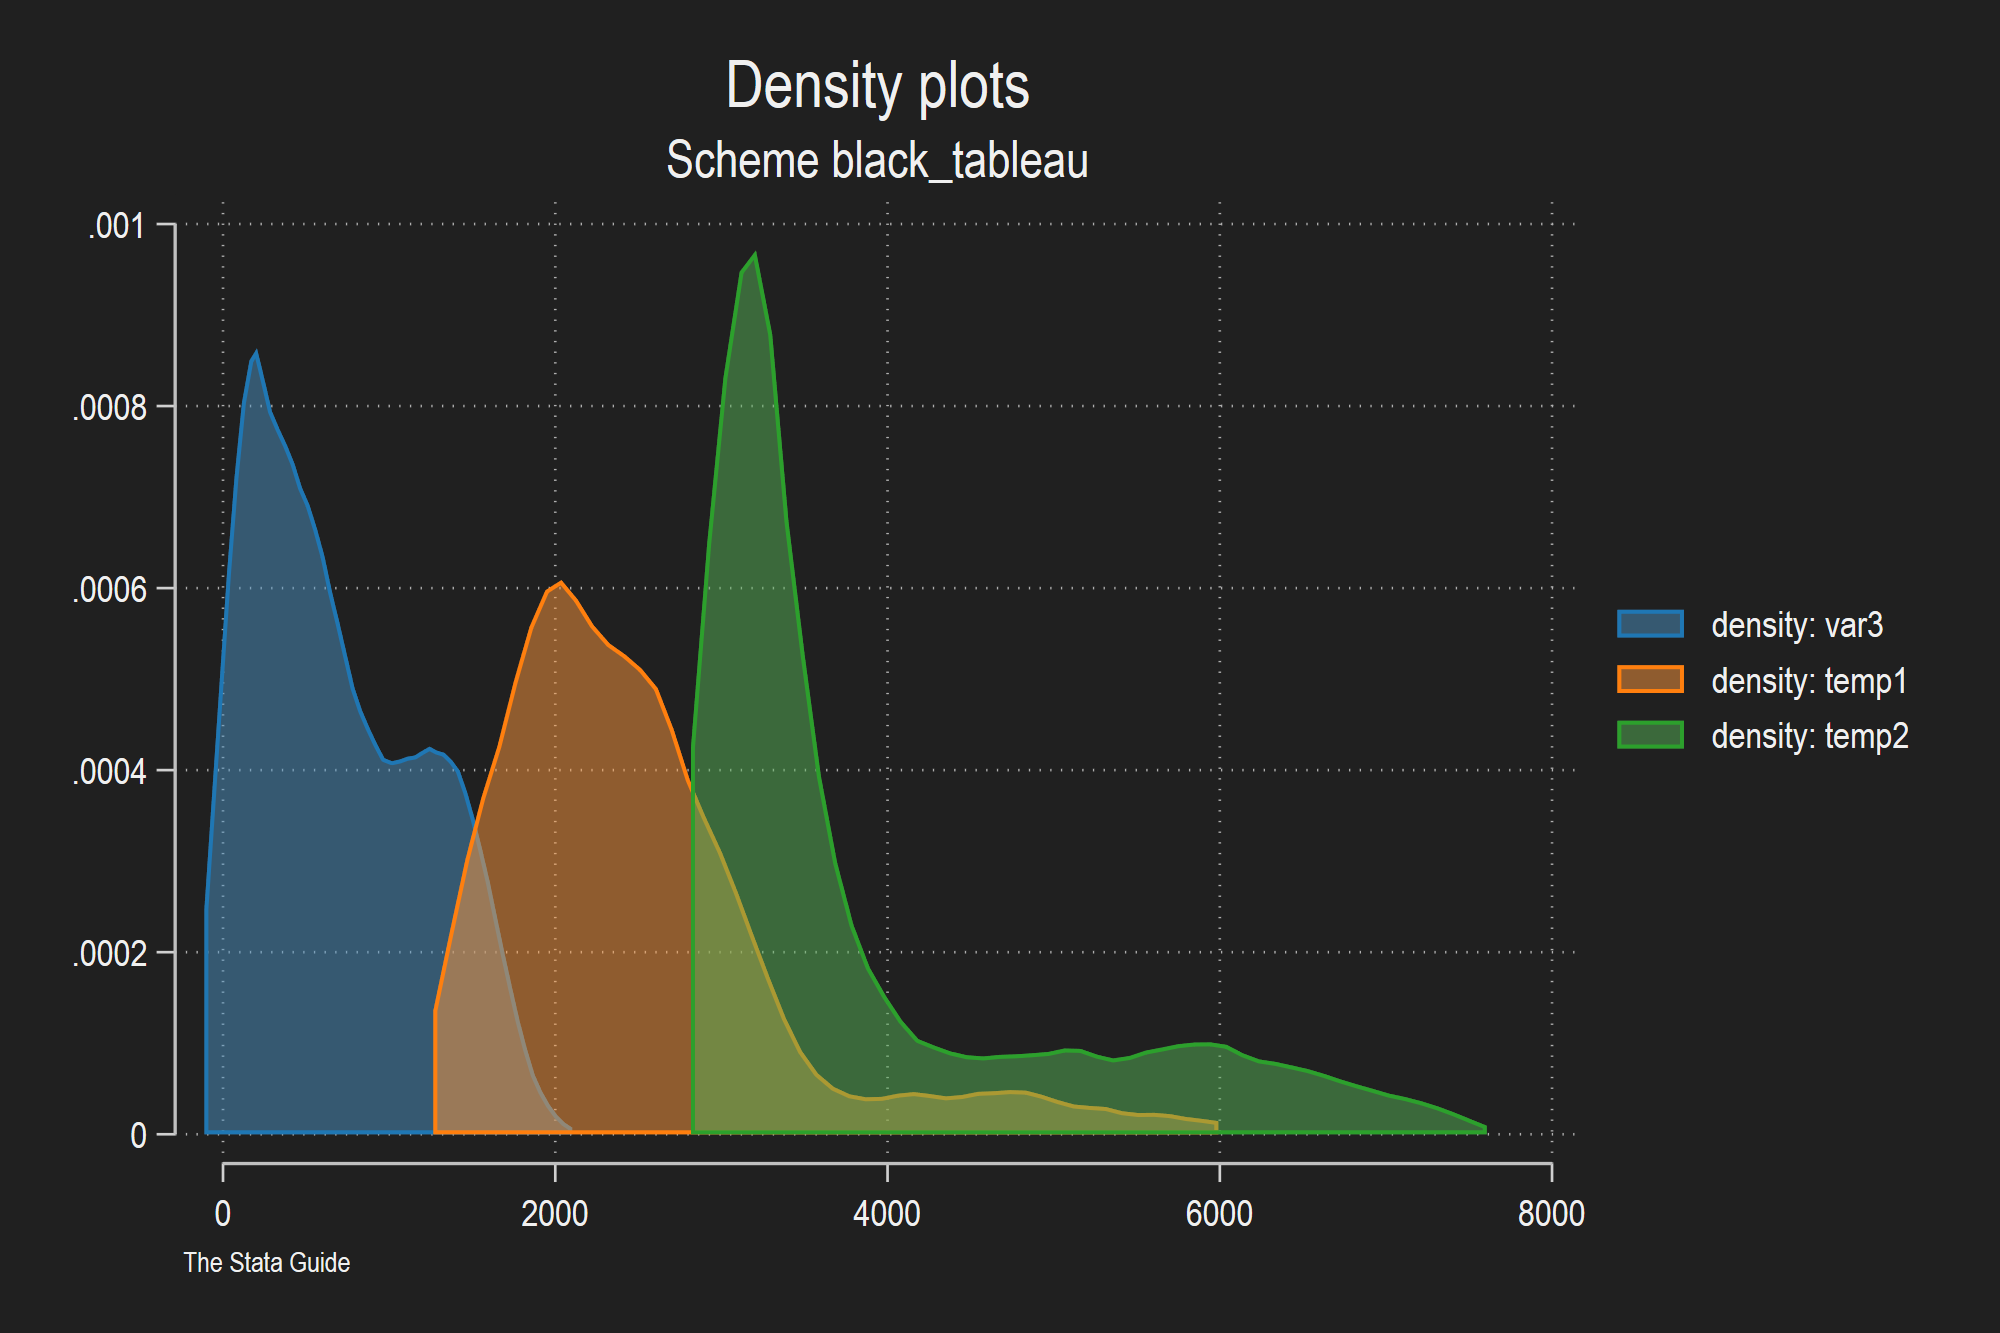 Density plots
Scheme black_tableau
.001
.0008
.0006
.0004
.0002
0
0 2000 4000 6000 8000
density: var3
density: temp1
density: temp2
The Stata Guide